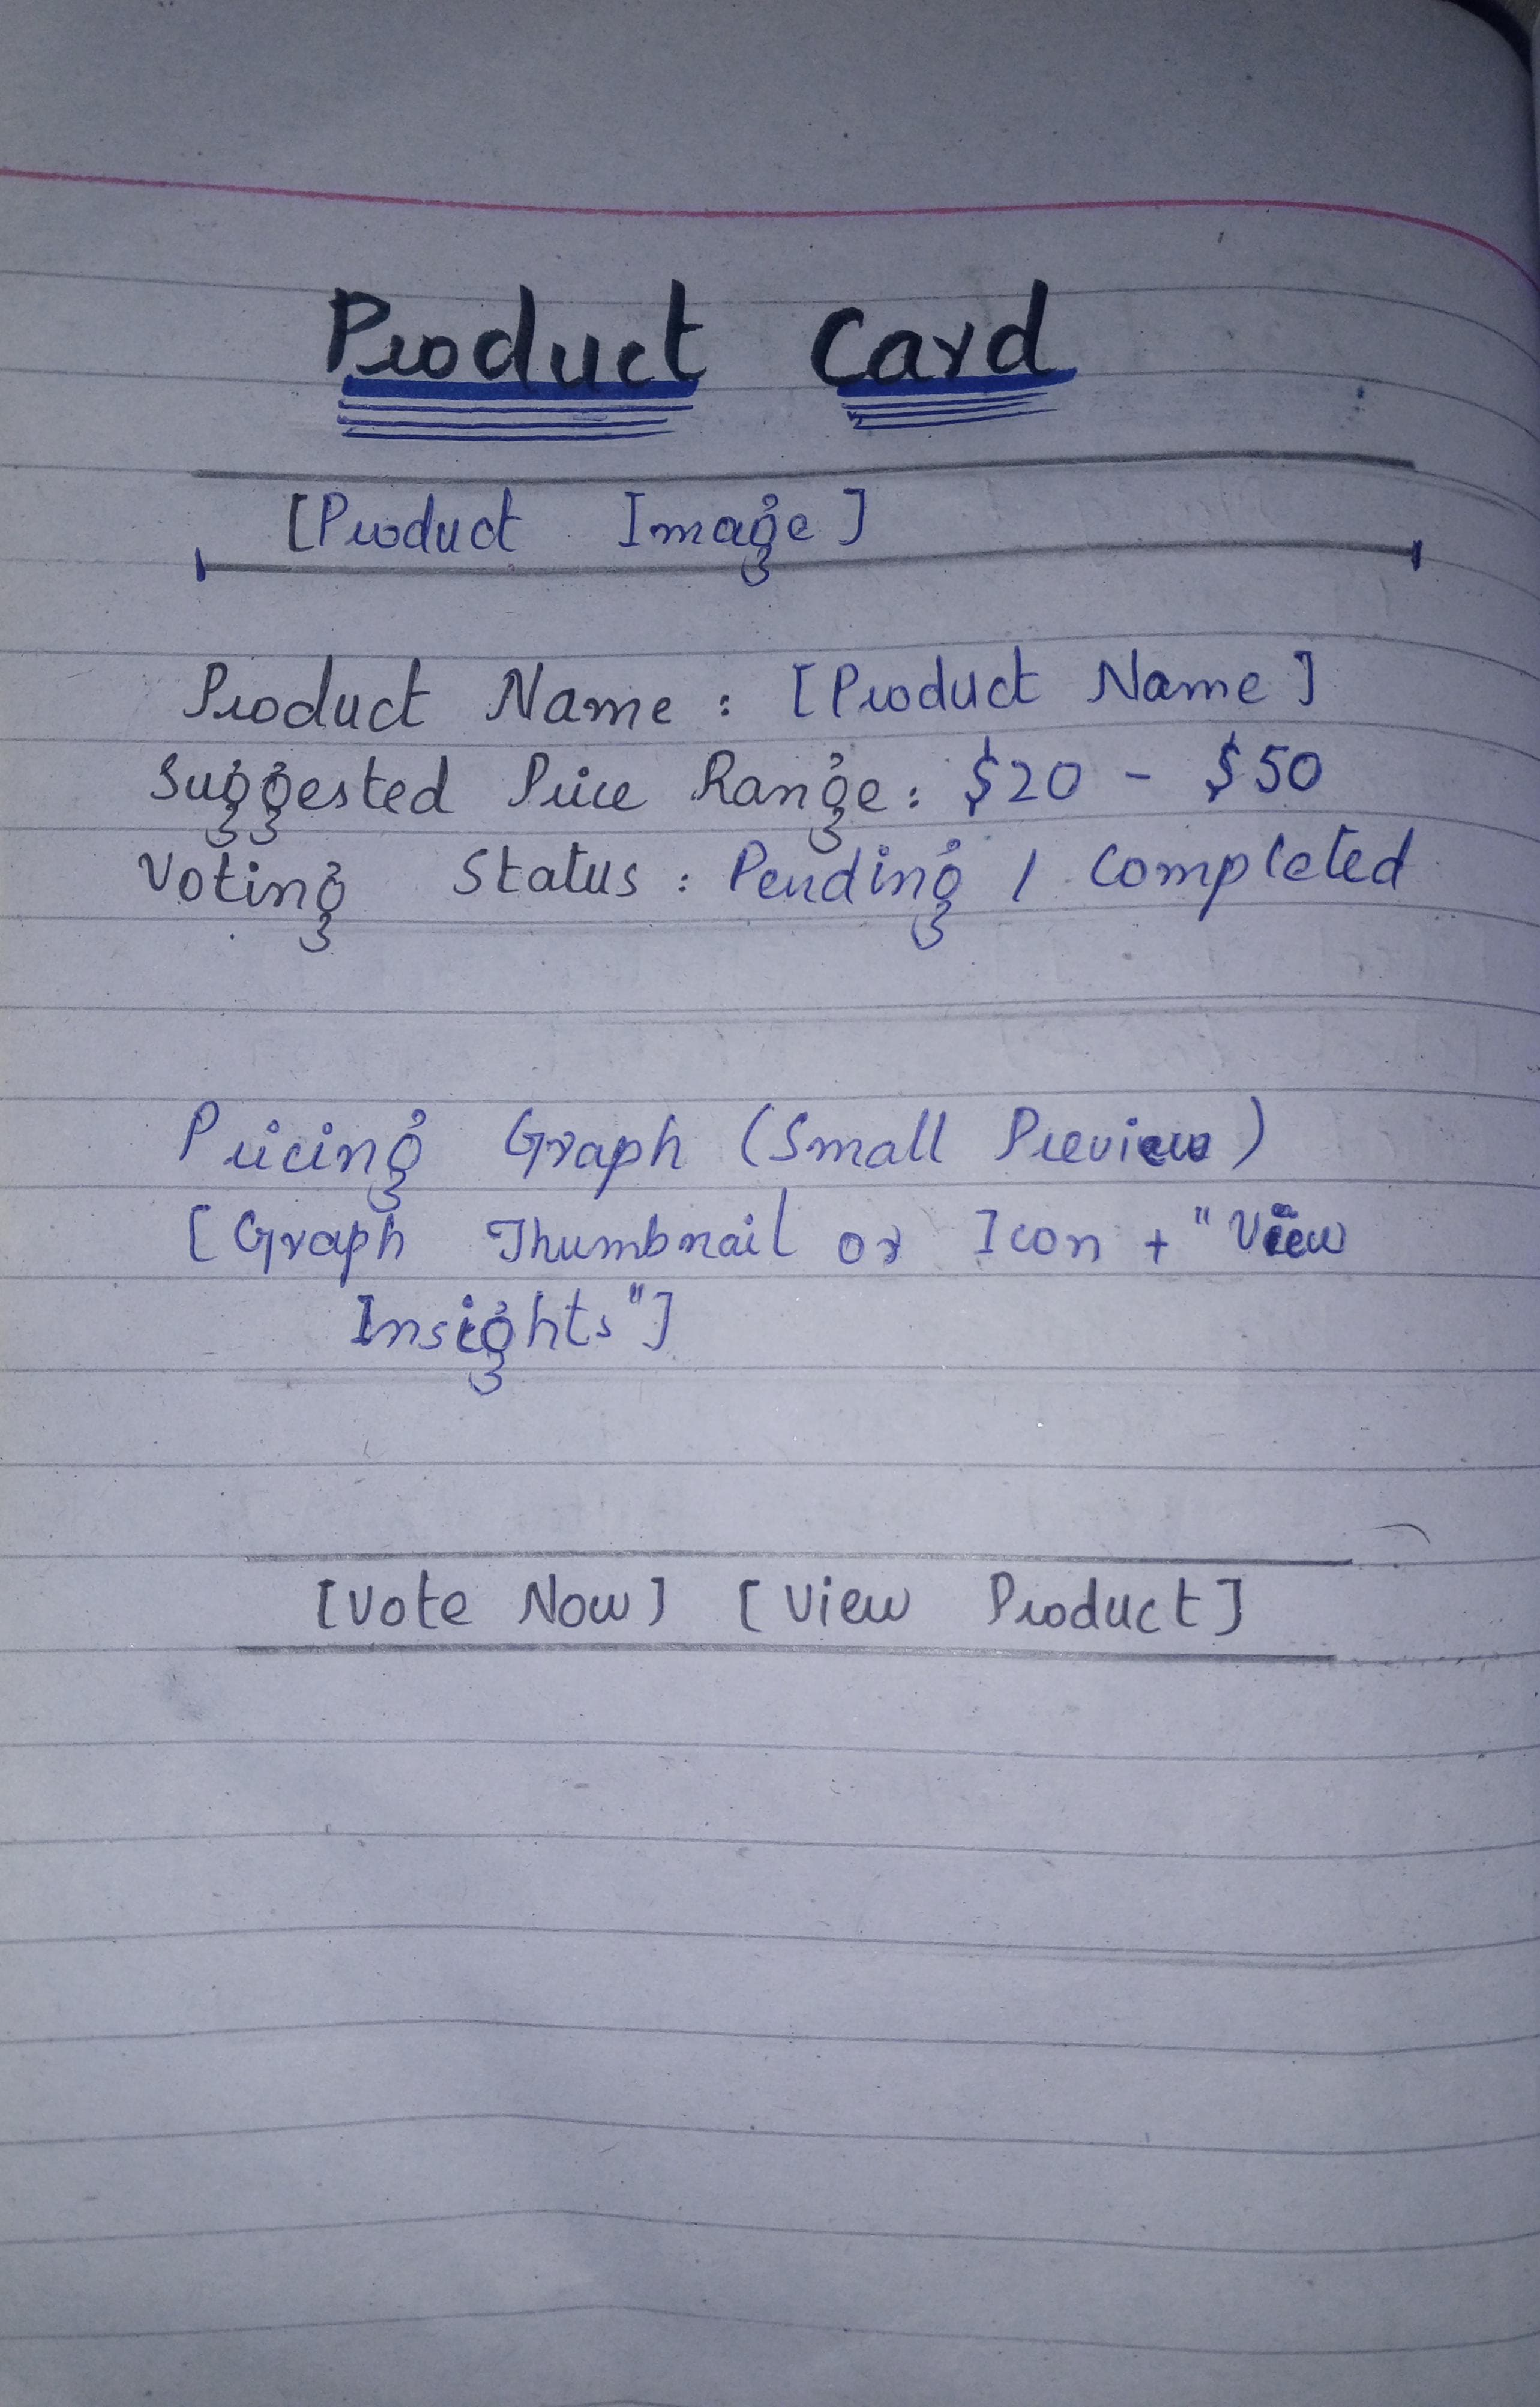 Product Card
[Product Image]
Product Name : [Product Name]
Suggested Price Range : $20 - $50
Voting Status : Pending / Completed
Pricing Graph (Small Preview)
[Graph Thumbnail or Icon + "View
Insights"]
[Vote Now] [View Product]